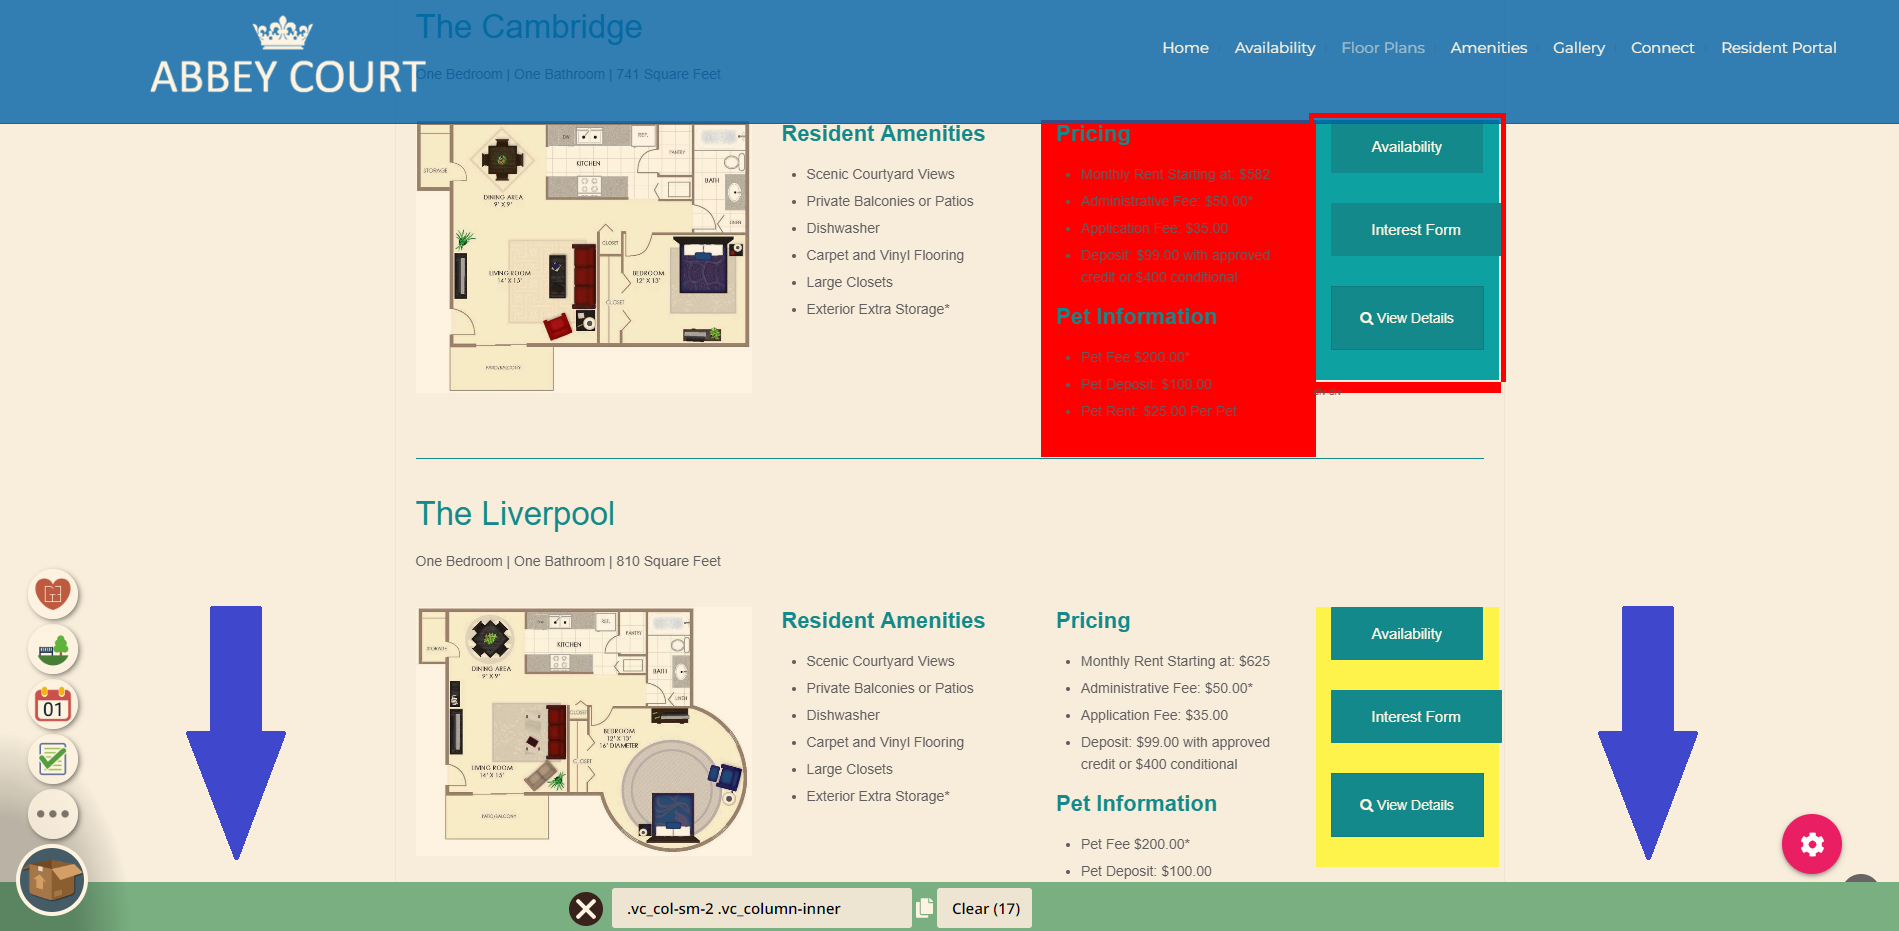 The Cambridge
ABBEY COURT
Home Availability Floor Plans Amenities Gallery Connect Resident Portal
One Bedroom | One Bathroom | 741 Square Feet
STORAGE
DINING AREA
9' X 9'
DW
REF.
KITCHEN
PANTRY
BATH
LINEN
CLOSET
LIVING ROOM
14' X 15'
BEDROOM
12' X 13'
CLOSET
PATIO/BALCONY
Resident Amenities
Scenic Courtyard Views
Private Balconies or Patios
Dishwasher
Carpet and Vinyl Flooring
Large Closets
Exterior Extra Storage*
Pricing
Monthly Rent Starting at: $582
Administrative Fee: $50.00*
Application Fee: $35.00
Deposit: $99.00 with approved
credit or $400 conditional
Pet Information
Pet Fee $200.00*
Pet Deposit: $100.00
Pet Rent: $25.00 Per Pet
Availability
Interest Form
View Details
The Liverpool
One Bedroom | One Bathroom | 810 Square Feet
STORAGE
DINING AREA
9' X 9'
REF.
KITCHEN
PANTRY
BATH
LINEN
CLOSET
BEDROOM
12' X 15'
16' DIAMETER
CLOSET
LIVING ROOM
14' X 15'
PATIO/BALCONY
Resident Amenities
Scenic Courtyard Views
Private Balconies or Patios
Dishwasher
Carpet and Vinyl Flooring
Large Closets
Exterior Extra Storage*
Pricing
Monthly Rent Starting at: $625
Administrative Fee: $50.00*
Application Fee: $35.00
Deposit: $99.00 with approved
credit or $400 conditional
Pet Information
Pet Fee $200.00*
Pet Deposit: $100.00
Availability
Interest Form
View Details
01
.vc_col-sm-2 .vc_column-inner
Clear (17)